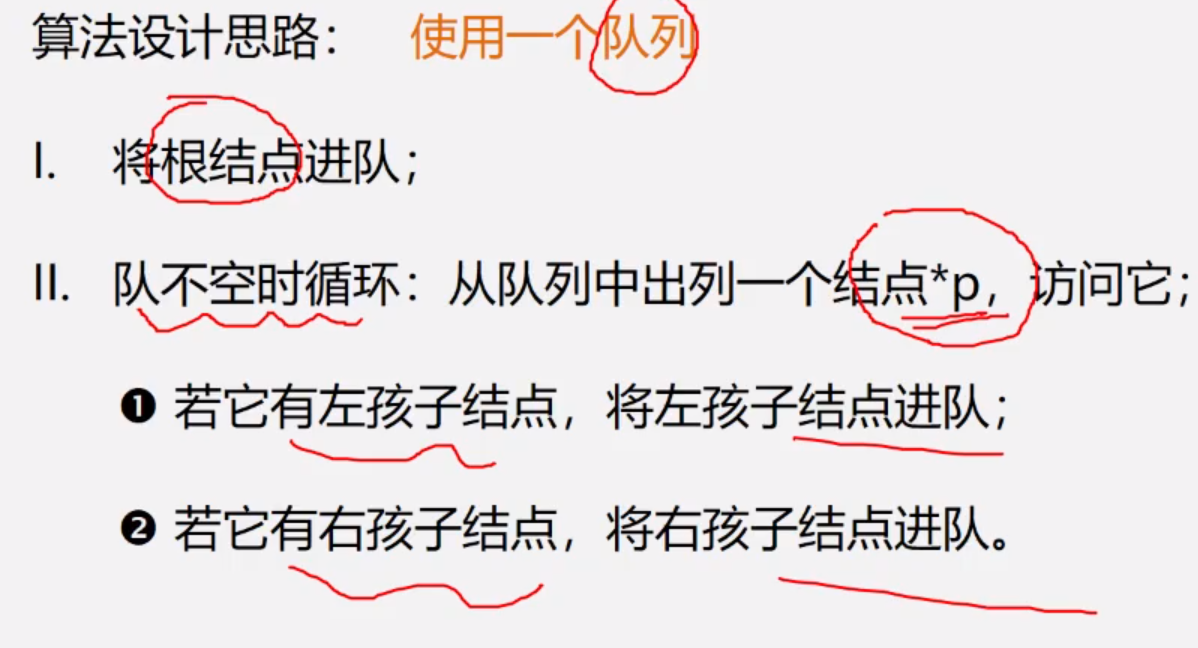 算法设计思路： 使用一个队列
I. 将根结点进队；
II. 队不空时循环：从队列中出列一个结点*p，访问它；
❶ 若它有左孩子结点，将左孩子结点进队；
❷ 若它有右孩子结点，将右孩子结点进队。